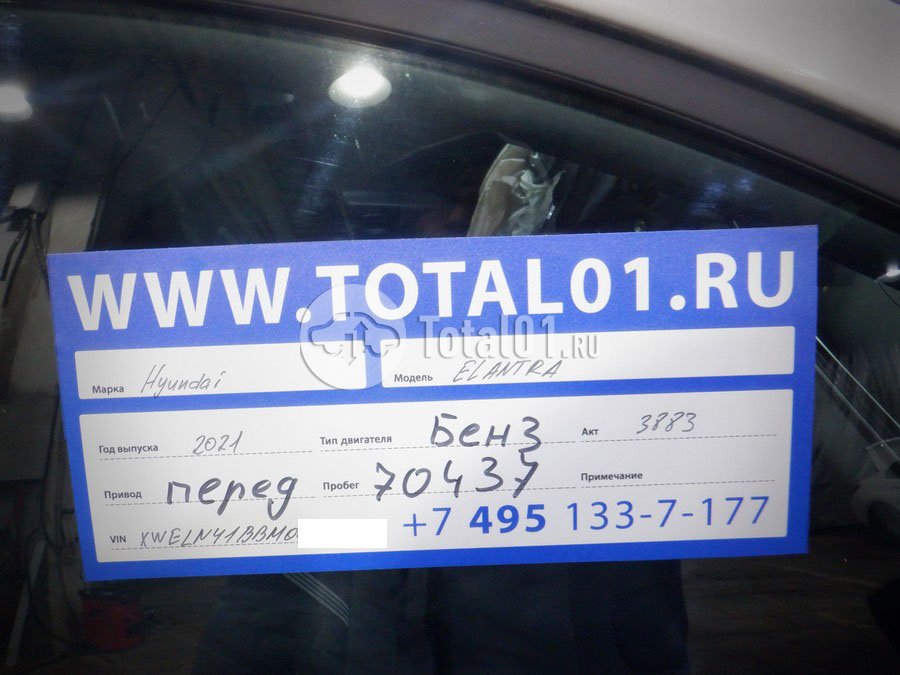 WWW.TOTAL01.RU
Total01.RU
Марка Hyundai Модель ELANTRA
Год выпуска 2021 Тип двигателя Бенз Акт 3883
Привод перед Пробег 70437 Примечание
VIN XWELN41BBM0 +7 495 133-7-177